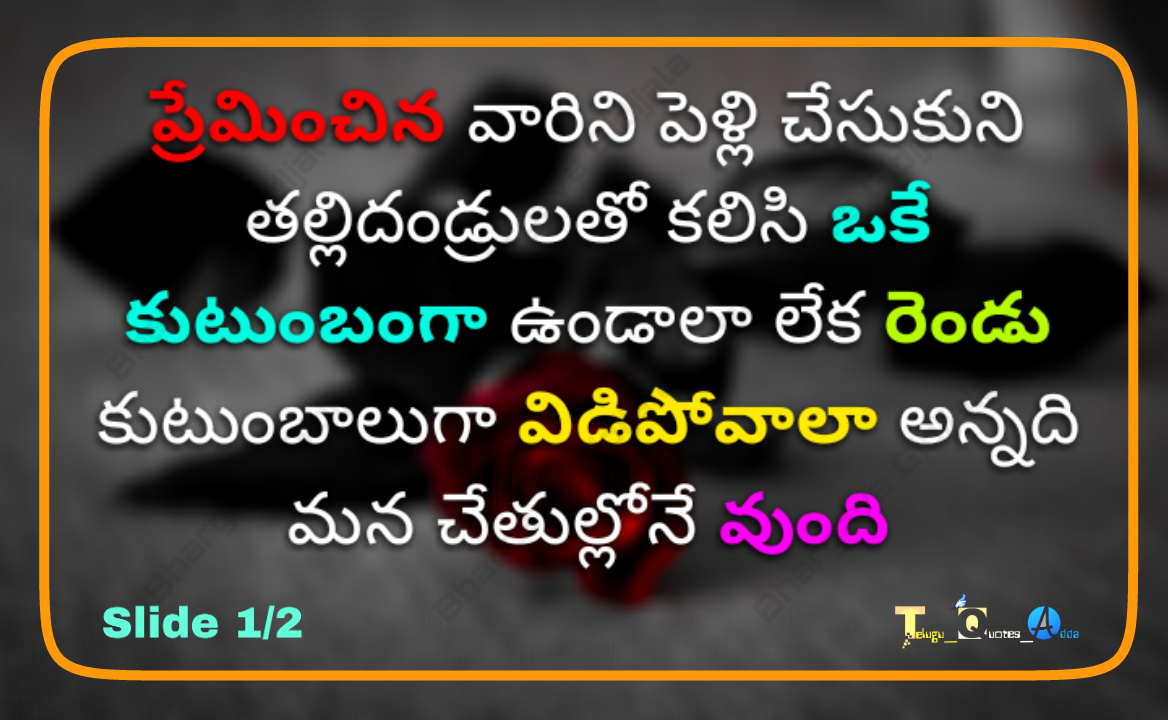 ప్రేమించిన వారిని పెళ్లి చేసుకుని
తల్లిదండ్రులతో కలిసి ఒకే
కుటుంబంగా ఉండాలా లేక రెండు
కుటుంబాలుగా విడిపోవాలా అన్నది
మన చేతుల్లోనే వుంది
Slide 1/2
Telugu_Quotes_Adda